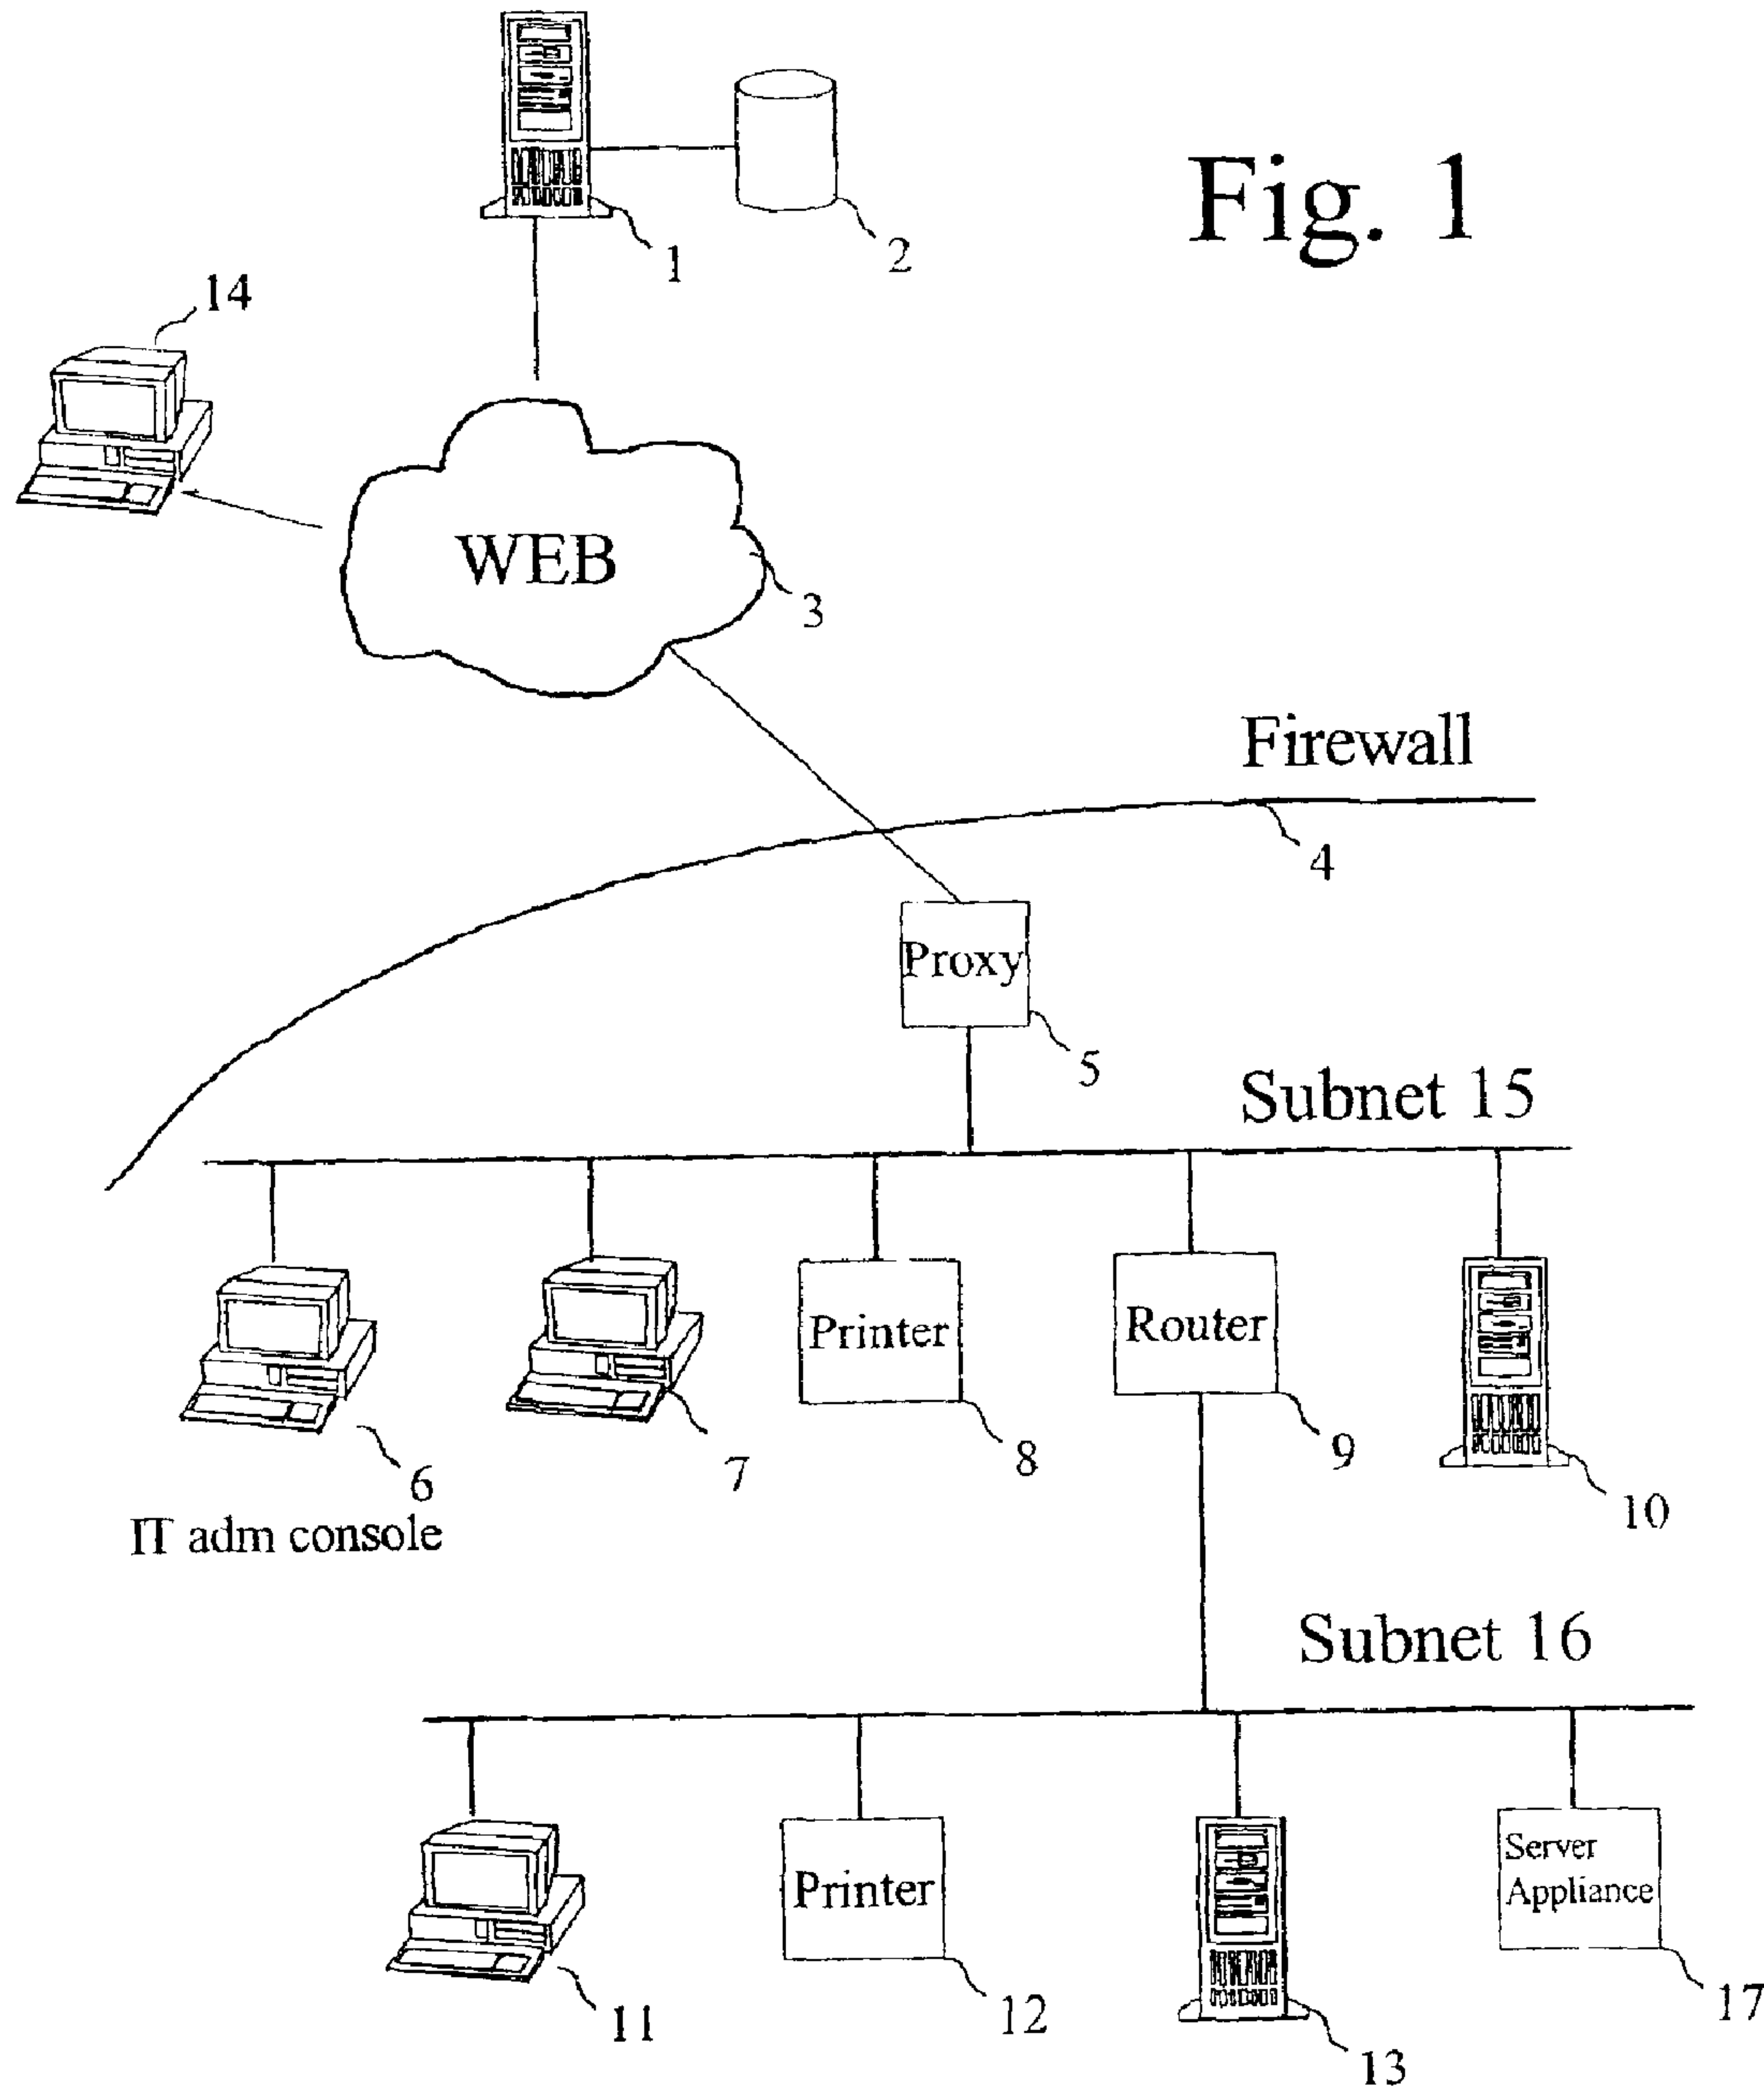 Fig. 1
1
2
14
WEB
3
Firewall
4
Proxy
5
Subnet 15
Printer
Router
6
7
8
9
10
IT adm console
Subnet 16
Printer
Server
Appliance
11
12
13
17